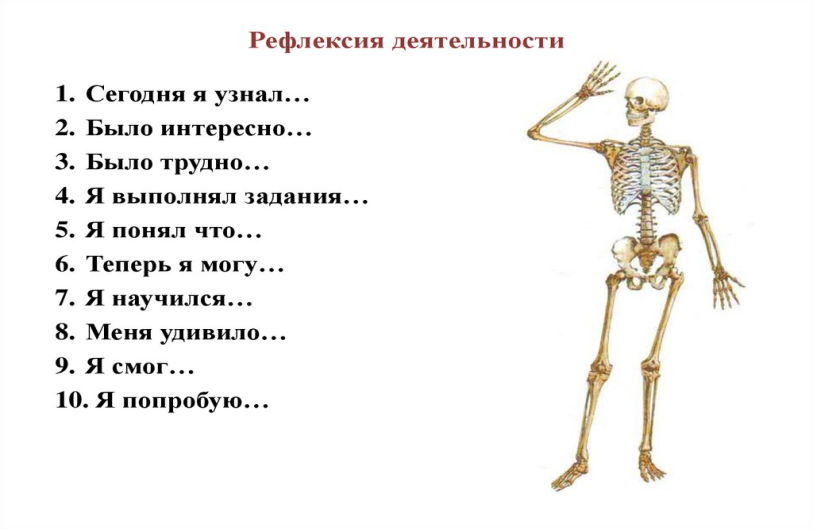 Рефлексия деятельности
1. Сегодня я узнал…
2. Было интересно…
3. Было трудно…
4. Я выполнял задания…
5. Я понял что…
6. Теперь я могу…
7. Я научился…
8. Меня удивило…
9. Я смог…
10. Я попробую…